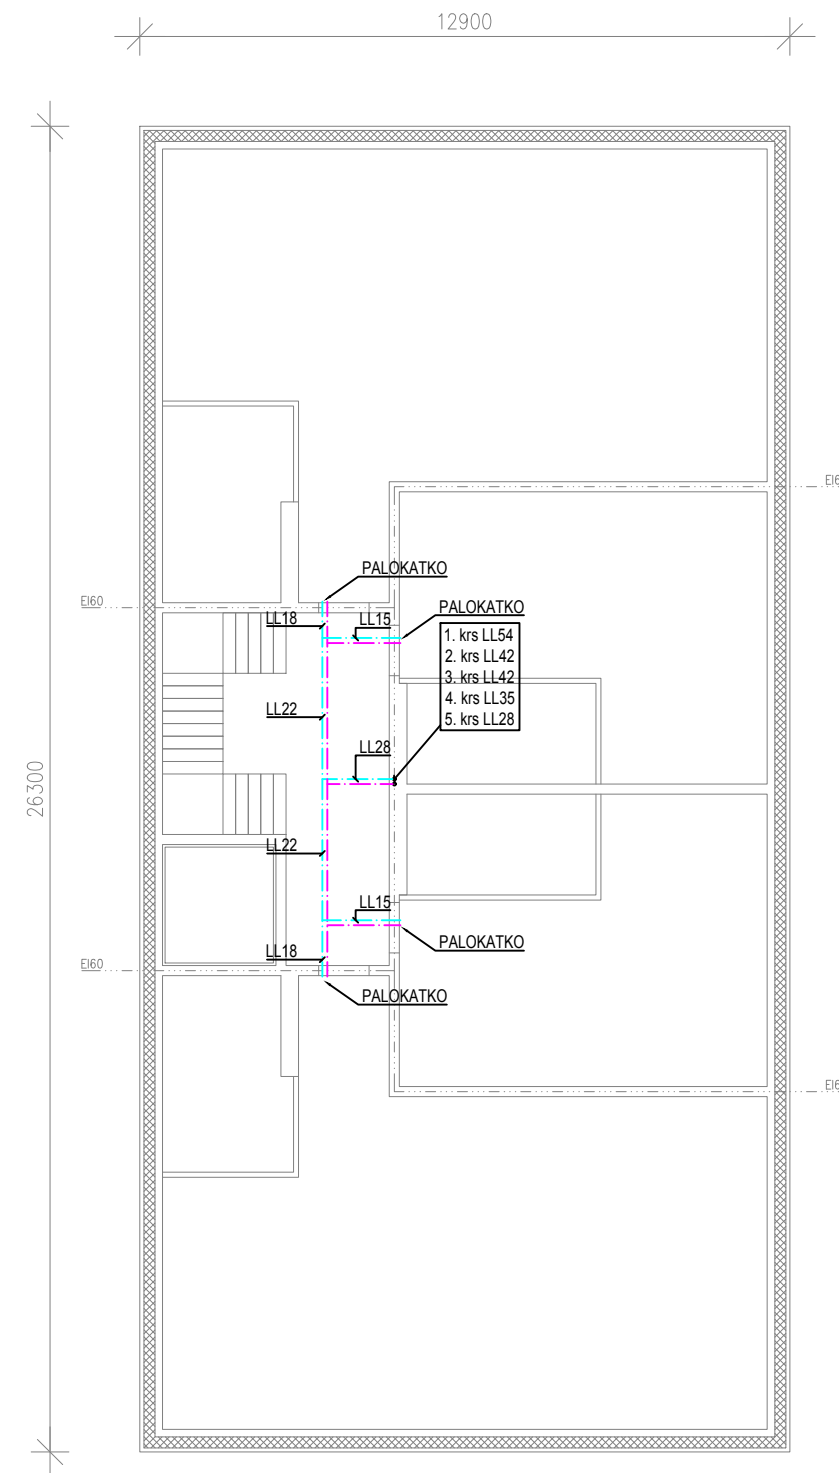 12900
26300
EI6
PALOKATKO
EI60
PALOKATKO
LL18
LL15
1. krs LL54
2. krs LL42
3. krs LL42
4. krs LL35
5. krs LL28
LL22
LL28
LL22
LL15
PALOKATKO
LL18
EI60
PALOKATKO
EI6